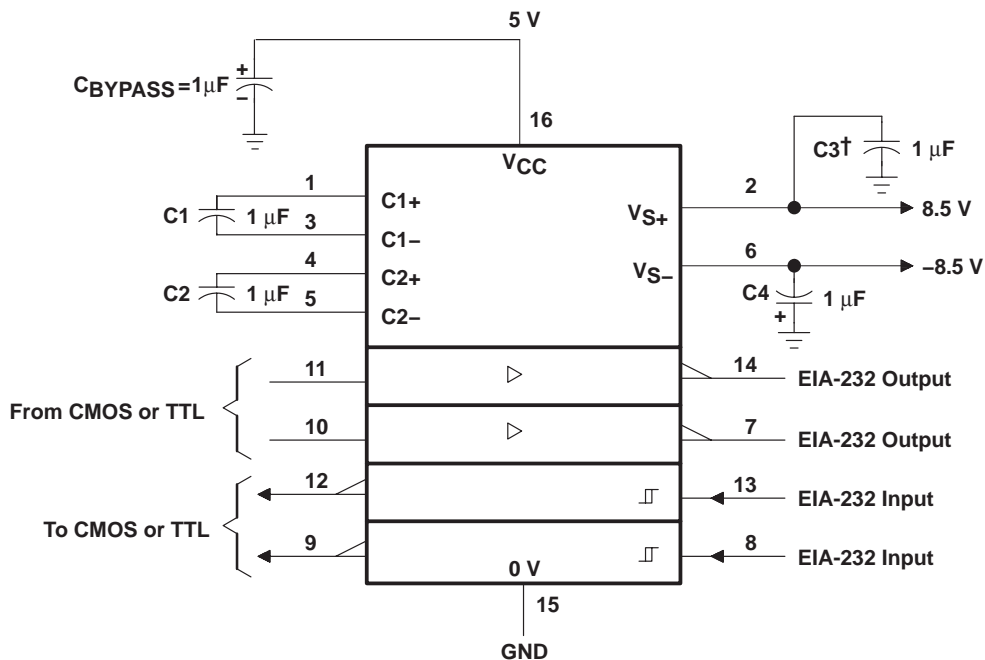 5 V
CBYPASS = 1 μF
+
−
16
VCC
C3†
1 μF
1
C1+
C1
1 μF
3
C1−
4
C2+
C2
1 μF
5
C2−
2
VS+
8.5 V
6
VS−
−8.5 V
C4
1 μF
+
11
14
EIA-232 Output
From CMOS or TTL
10
7
EIA-232 Output
12
13
EIA-232 Input
To CMOS or TTL
9
8
EIA-232 Input
0 V
15
GND